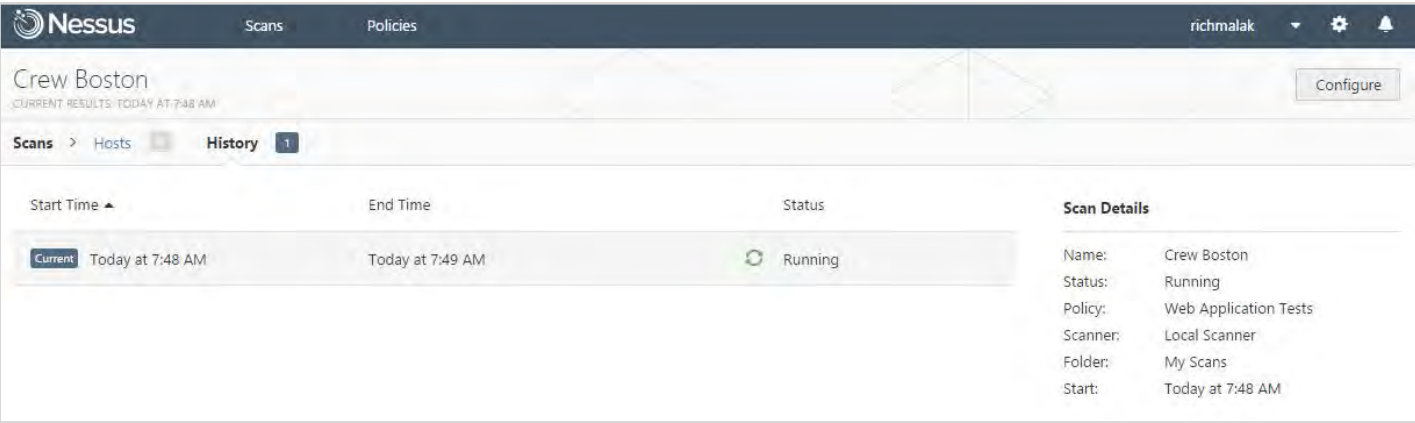 Nessus Scans Policies richmalak
Crew Boston
Configure
CURRENT RESULTS: TODAY AT 7:48 AM
Scans > Hosts History 1
Start Time End Time Status
Current Today at 7:48 AM Today at 7:49 AM Running
Scan Details
Name: Crew Boston
Status: Running
Policy: Web Application Tests
Scanner: Local Scanner
Folder: My Scans
Start: Today at 7:48 AM